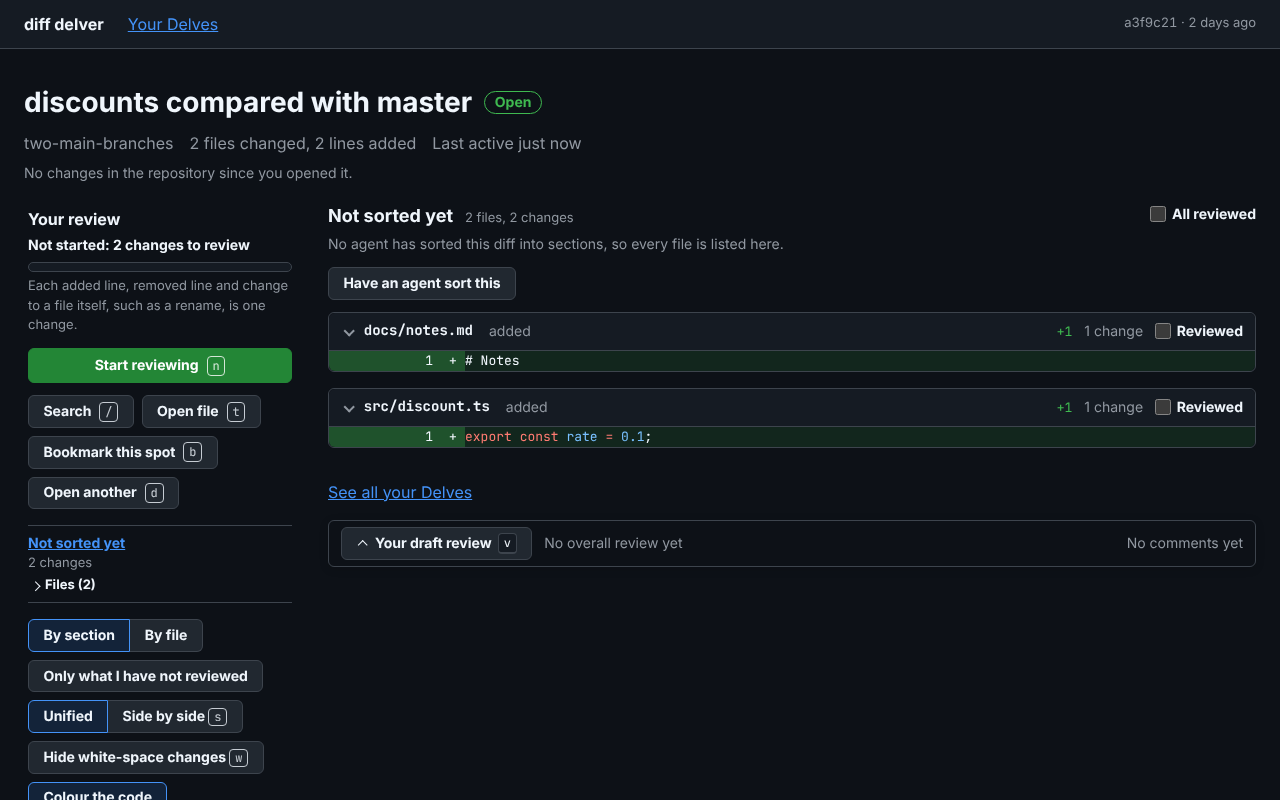 diff delver
Your Delves
a3f9c21 · 2 days ago
discounts compared with master
Open
two-main-branches
2 files changed, 2 lines added
Last active just now
No changes in the repository since you opened it.
Your review
Not started: 2 changes to review
Each added line, removed line and change
to a file itself, such as a rename, is one
change.
Start reviewing n
Search /
Open file t
Bookmark this spot b
Open another d
Not sorted yet
2 changes
Files (2)
By section
By file
Only what I have not reviewed
Unified
Side by side s
Hide white-space changes w
Colour the code
Not sorted yet
2 files, 2 changes
All reviewed
No agent has sorted this diff into sections, so every file is listed here.
Have an agent sort this
docs/notes.md added
+1 1 change Reviewed
1 + # Notes
src/discount.ts added
+1 1 change Reviewed
1 + export const rate = 0.1;
See all your Delves
Your draft review v
No overall review yet
No comments yet